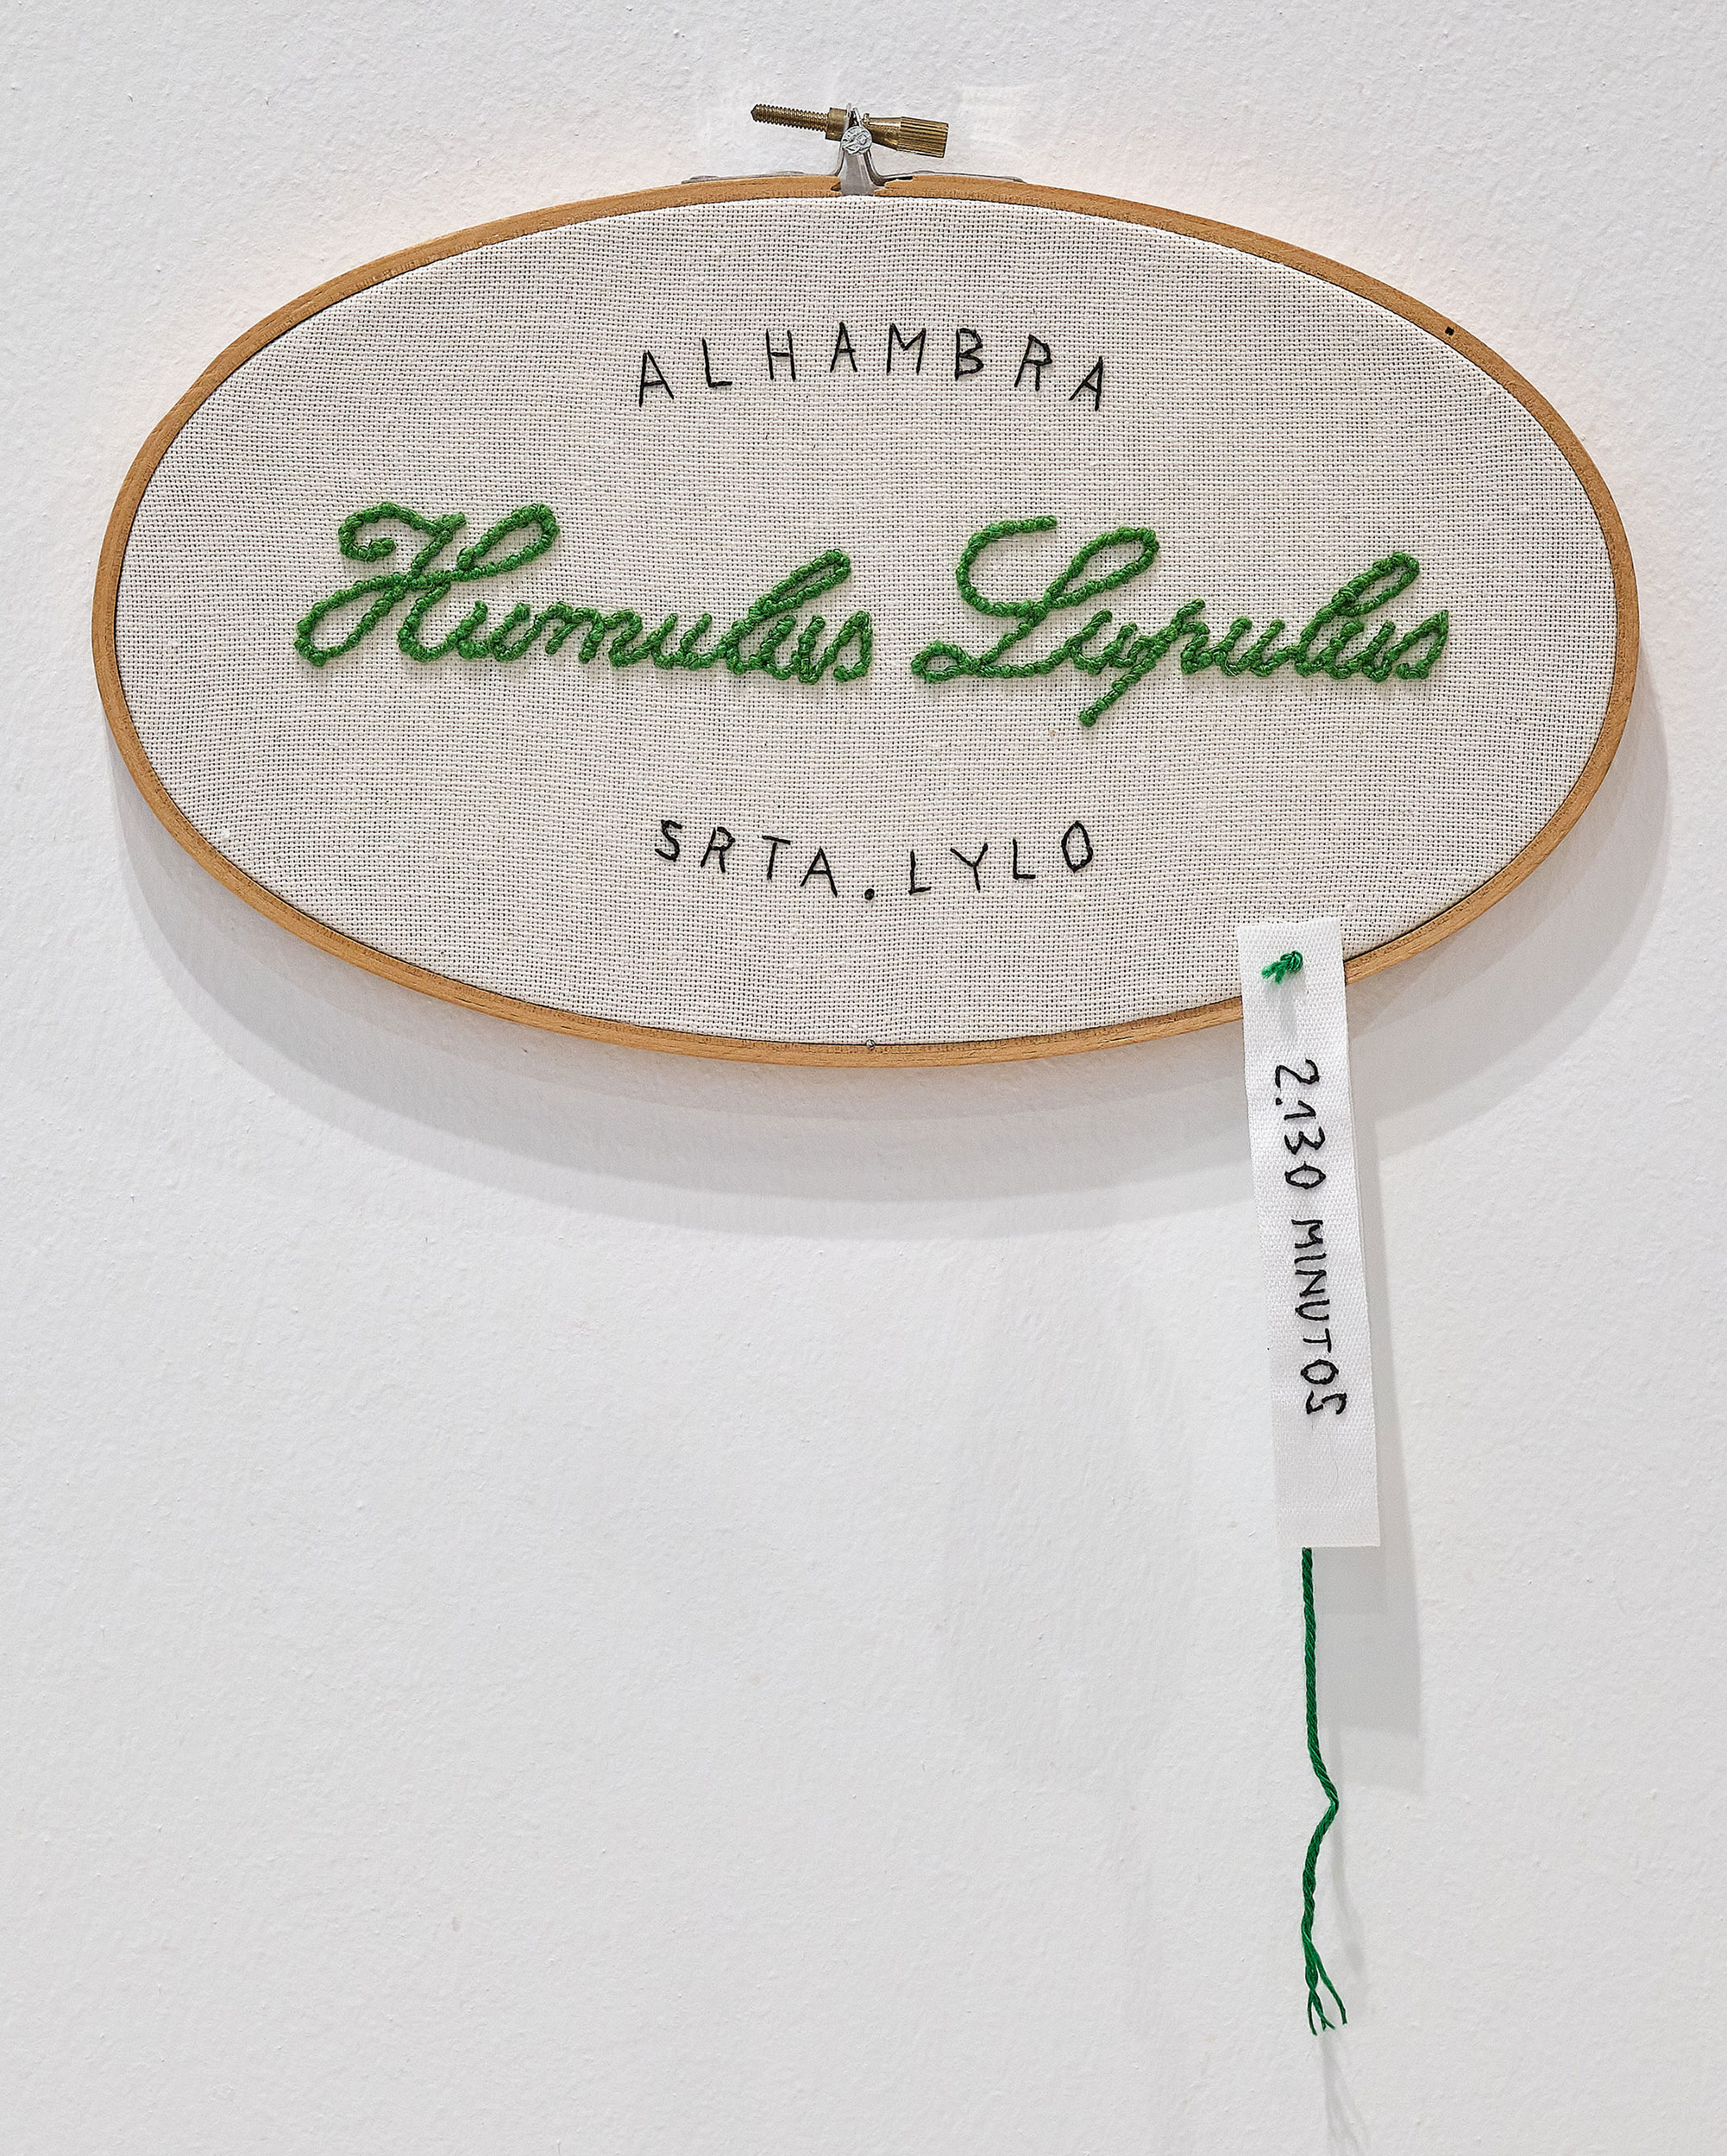 ALHAMBRA
Humulus Lupulus
SRTA.LYLO
2.130 MINUTOS